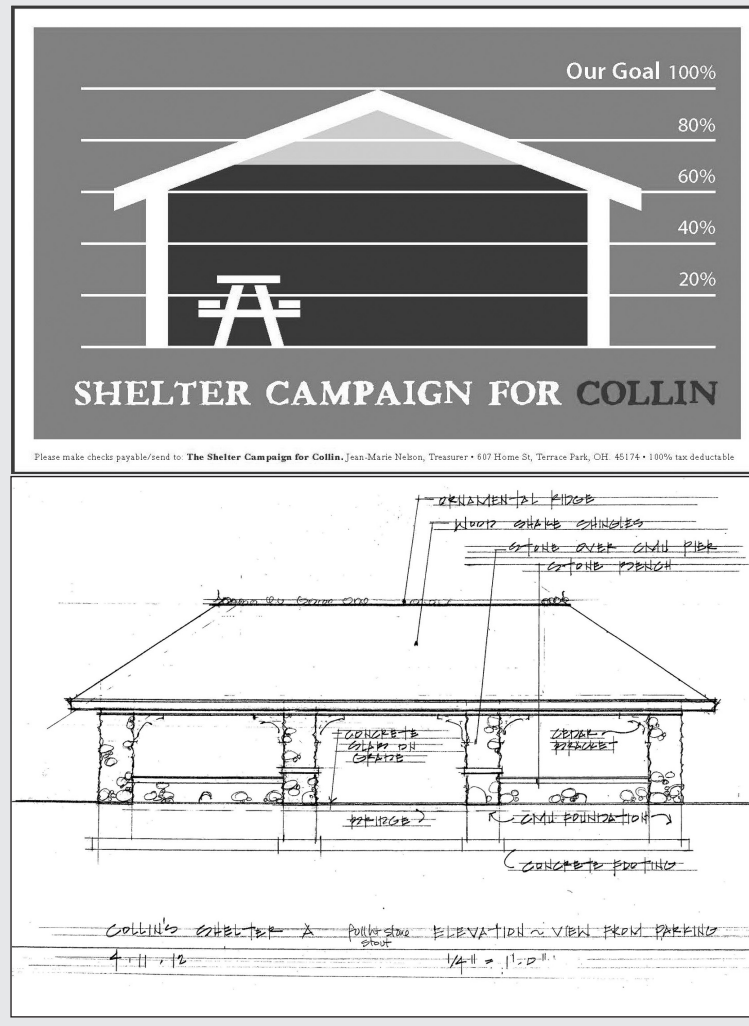 Our Goal 100%
80%
60%
40%
20%
SHELTER CAMPAIGN FOR COLLIN
Please make checks payable/send to: The Shelter Campaign for Collin. Jean-Marie Nelson, Treasurer • 607 Home St, Terrace Park, OH. 45174 • 100% tax deductable
ORNAMENTAL RIDGE
WOOD SHAKE SHINGLES
STONE OVER CMU PIER
STONE BENCH
CONCRETE
SLAB ON
GRADE
CEDAR
BRACKET
CMU FOUNDATION
CONCRETE FOOTING
COLLIN'S SHELTER A ELEVATION ~ VIEW FROM PARKING
4.11.12
1/4" = 1'-0"